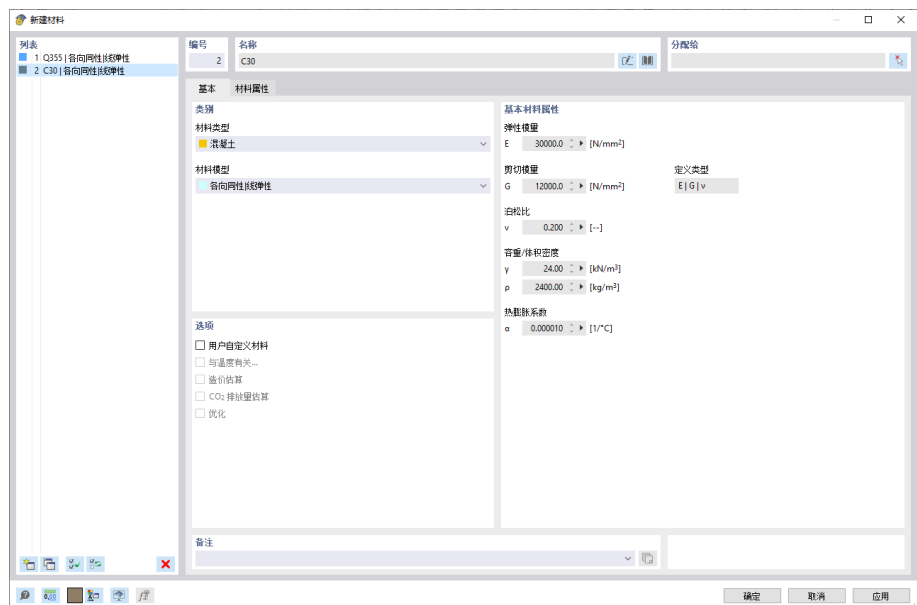 新建材料
列表
1 Q355 | 各向同性|线弹性
2 C30 | 各向同性|线弹性
编号
2
名称
C30
分配给
基本
材料属性
类别
材料类型
混凝土
材料模型
各向同性|线弹性
选项
用户自定义材料
与温度有关...
造价估算
CO₂ 排放量估算
优化
基本材料属性
弹性模量
E 30000.0 [N/mm²]
剪切模量
定义类型
G 12000.0 [N/mm²]
E | G | ν
泊松比
ν 0.200 [--]
容重/体积密度
γ 24.00 [kN/m³]
ρ 2400.00 [kg/m³]
热膨胀系数
α 0.000010 [1/°C]
备注
确定
取消
应用